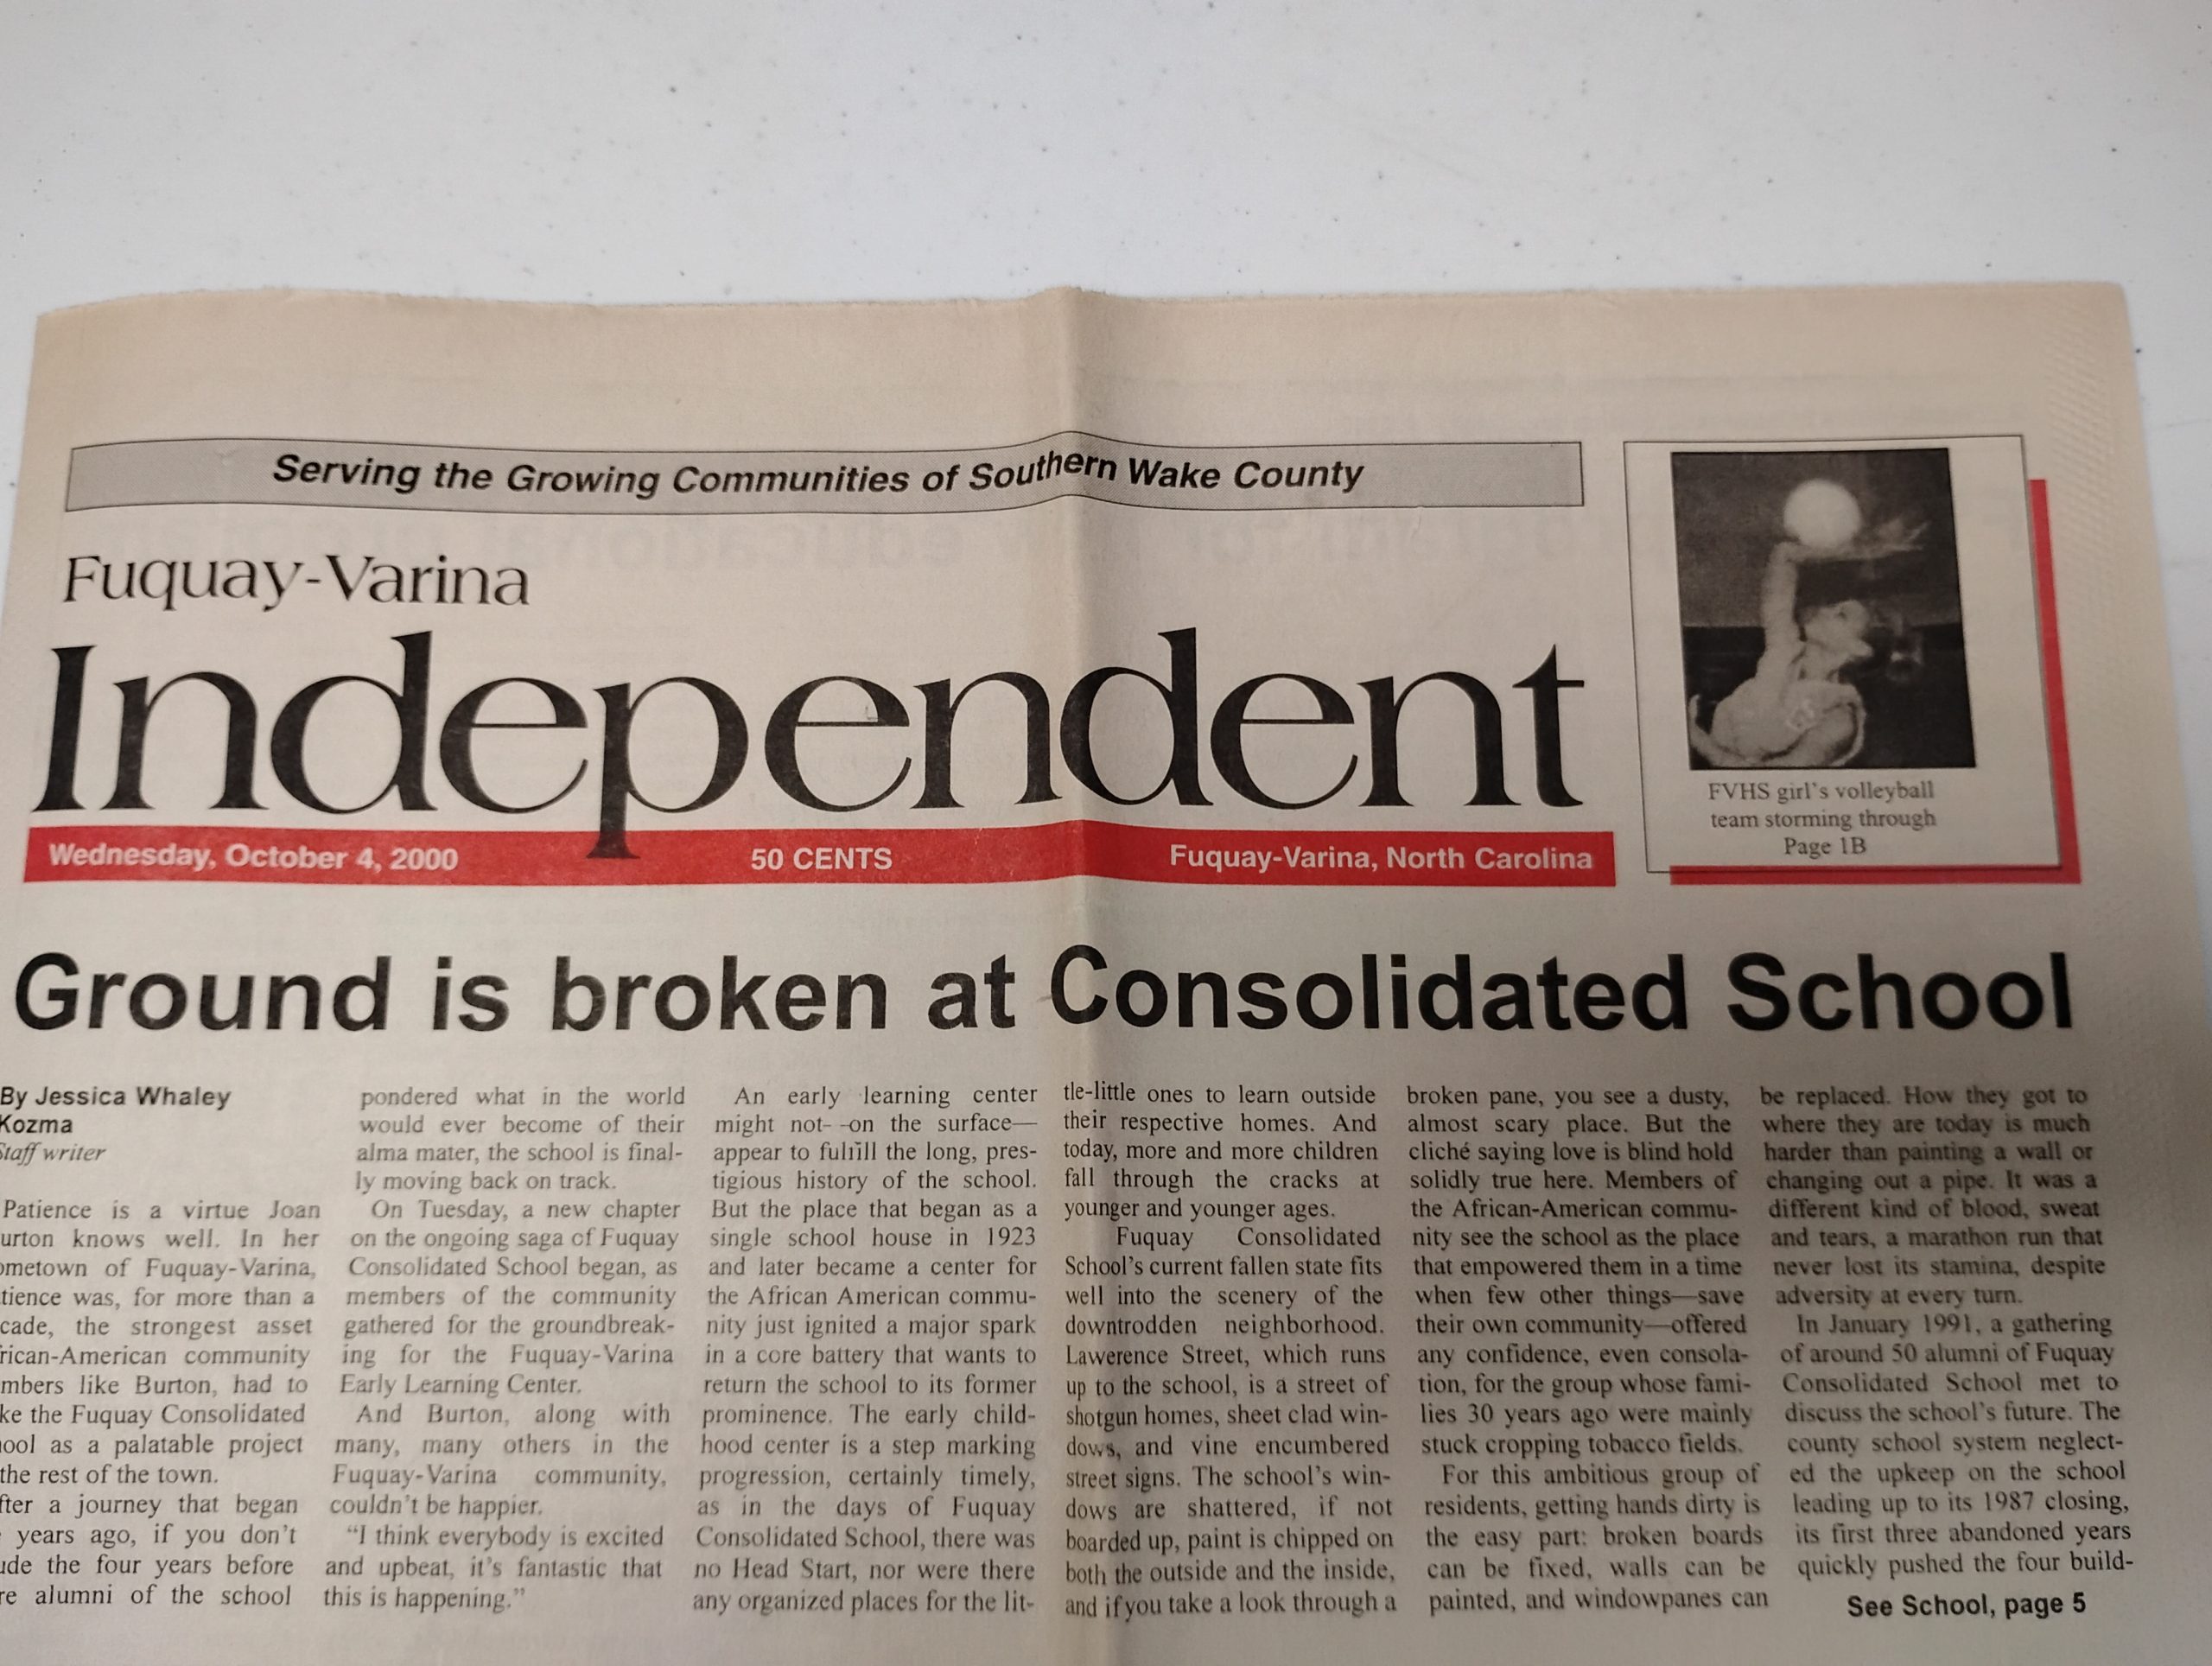 Serving the Growing Communities of Southern Wake County
Fuquay-Varina
Independent
Wednesday, October 4, 2000
50 CENTS
Fuquay-Varina, North Carolina
FVHS girl's volleyball
team storming through
Page 1B
Ground is broken at Consolidated School
By Jessica Whaley
Kozma
Staff writer
Patience is a virtue Joan
urton knows well. In her
ometown of Fuquay-Varina,
tience was, for more than a
cade, the strongest asset
rican-American community
mbers like Burton, had to
ke the Fuquay Consolidated
ool as a palatable project
the rest of the town.
fter a journey that began
years ago, if you don't
ude the four years before
re alumni of the school
pondered what in the world
would ever become of their
alma mater, the school is final-
ly moving back on track.
On Tuesday, a new chapter
on the ongoing saga of Fuquay
Consolidated School began, as
members of the community
gathered for the groundbreak-
ing for the Fuquay-Varina
Early Learning Center.
And Burton, along with
many, many others in the
Fuquay-Varina community,
couldn't be happier.
"I think everybody is excited
and upbeat, it's fantastic that
this is happening."
An early learning center
might not- -on the surface—
appear to fulfill the long, pres-
tigious history of the school.
But the place that began as a
single school house in 1923
and later became a center for
the African American commu-
nity just ignited a major spark
in a core battery that wants to
return the school to its former
prominence. The early child-
hood center is a step marking
progression, certainly timely,
as in the days of Fuquay
Consolidated School, there was
no Head Start, nor were there
any organized places for the lit-
tle-little ones to learn outside
their respective homes. And
today, more and more children
fall through the cracks at
younger and younger ages.
Fuquay Consolidated
School's current fallen state fits
well into the scenery of the
downtrodden neighborhood.
Lawerence Street, which runs
up to the school, is a street of
shotgun homes, sheet clad win-
dows, and vine encumbered
street signs. The school's win-
dows are shattered, if not
boarded up, paint is chipped on
both the outside and the inside,
and if you take a look through a
broken pane, you see a dusty,
almost scary place. But the
cliché saying love is blind hold
solidly true here. Members of
the African-American commu-
nity see the school as the place
that empowered them in a time
when few other things—save
their own community—offered
any confidence, even consola-
tion, for the group whose fami-
lies 30 years ago were mainly
stuck cropping tobacco fields.
For this ambitious group of
residents, getting hands dirty is
the easy part: broken boards
can be fixed, walls can be
painted, and windowpanes can
be replaced. How they got to
where they are today is much
harder than painting a wall or
changing out a pipe. It was a
different kind of blood, sweat
and tears, a marathon run that
never lost its stamina, despite
adversity at every turn.
In January 1991, a gathering
of around 50 alumni of Fuquay
Consolidated School met to
discuss the school's future. The
county school system neglect-
ed the upkeep on the school
leading up to its 1987 closing,
its first three abandoned years
quickly pushed the four build-
See School, page 5